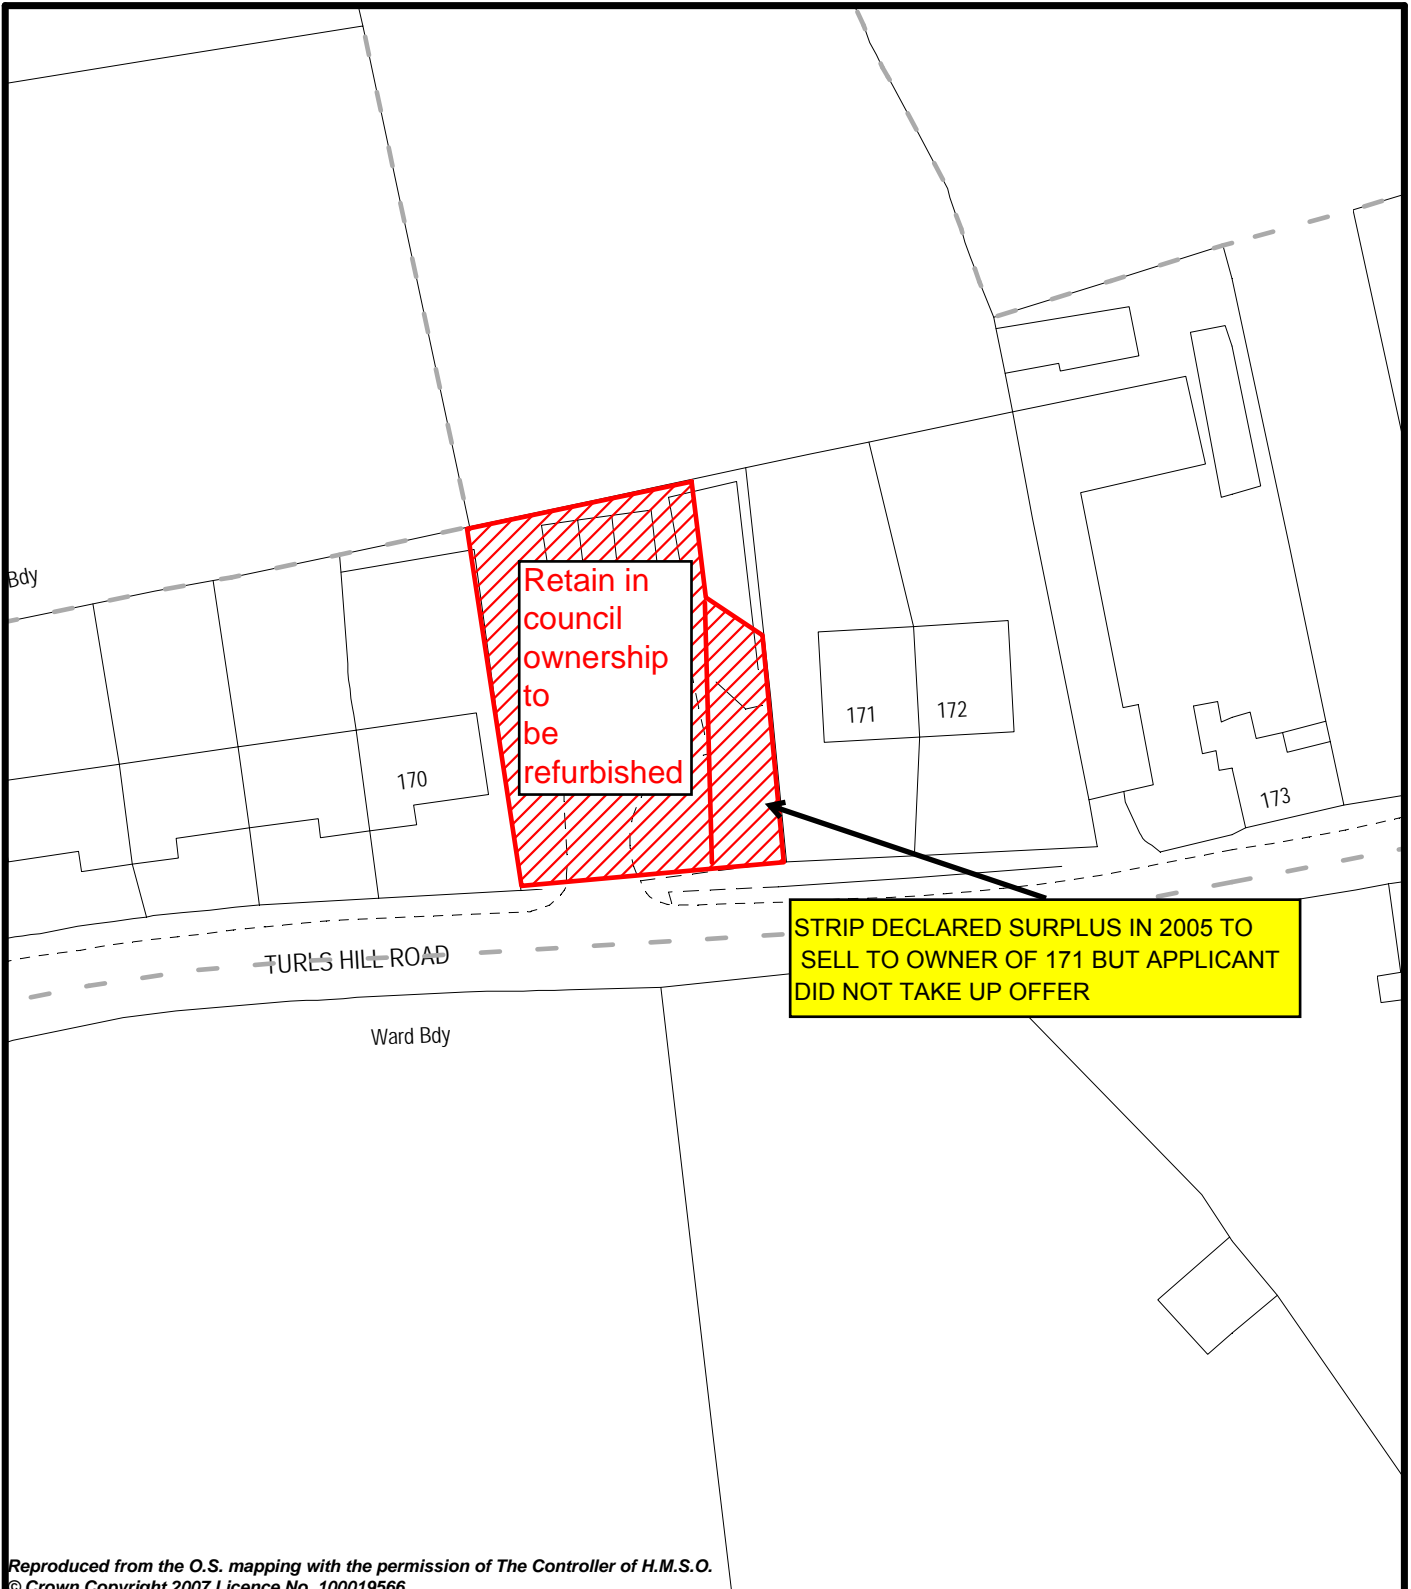 Bdy
Retain in
council
ownership
to
be
refurbished
171
172
170
173
STRIP DECLARED SURPLUS IN 2005 TO
SELL TO OWNER OF 171 BUT APPLICANT
DID NOT TAKE UP OFFER
TURLS HILL ROAD
Ward Bdy
Reproduced from the O.S. mapping with the permission of The Controller of H.M.S.O.
© Crown Copyright 2007 Licence No. 100019566